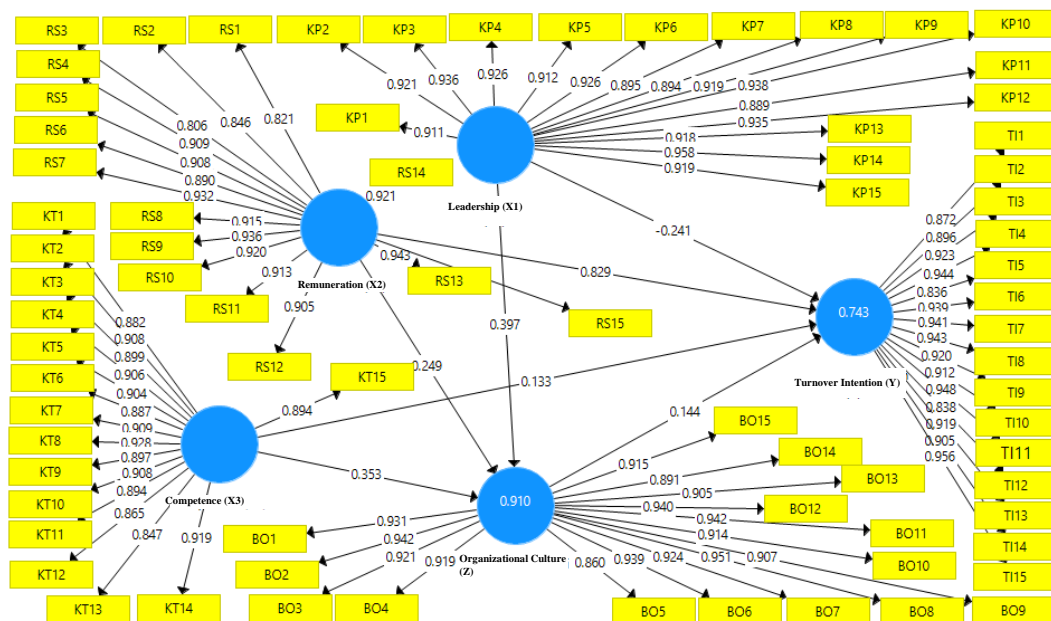 RS3
RS2
RS1
KP2
KP3
KP4
KP5
KP6
KP7
KP8
KP9
KP10
RS4
RS5
RS6
RS7
KP1
KP11
KP12
KP13
KP14
KP15
0.921
0.936
0.926
0.912
0.926
0.895
0.894
0.919
0.938
0.889
0.935
0.918
0.958
0.919
0.911
0.806
0.846
0.821
0.909
0.908
0.890
0.932
0.915
0.936
0.920
0.913
0.905
0.943
0.921
RS14
RS8
RS9
RS10
RS11
RS12
RS13
RS15
Leadership (X1)
Remuneration (X2)
-0.241
0.829
0.397
0.249
0.133
0.144
0.353
KT1
KT2
KT3
KT4
KT5
KT6
KT7
KT8
KT9
KT10
KT11
KT12
KT13
KT14
KT15
0.882
0.908
0.899
0.906
0.904
0.887
0.909
0.928
0.897
0.908
0.894
0.865
0.847
0.919
0.894
Competence (X3)
TI1
TI2
TI3
TI4
TI5
TI6
TI7
TI8
TI9
TI10
TI11
TI12
TI13
TI14
TI15
0.872
0.896
0.923
0.944
0.836
0.939
0.941
0.943
0.920
0.912
0.948
0.838
0.919
0.905
0.956
0.743
Turnover Intention (Y)
0.910
Organizational Culture
(Z)
BO15
BO14
BO13
BO12
BO11
BO10
BO1
BO2
BO3
BO4
BO5
BO6
BO7
BO8
BO9
0.915
0.891
0.905
0.940
0.942
0.914
0.931
0.942
0.921
0.919
0.860
0.939
0.924
0.951
0.907